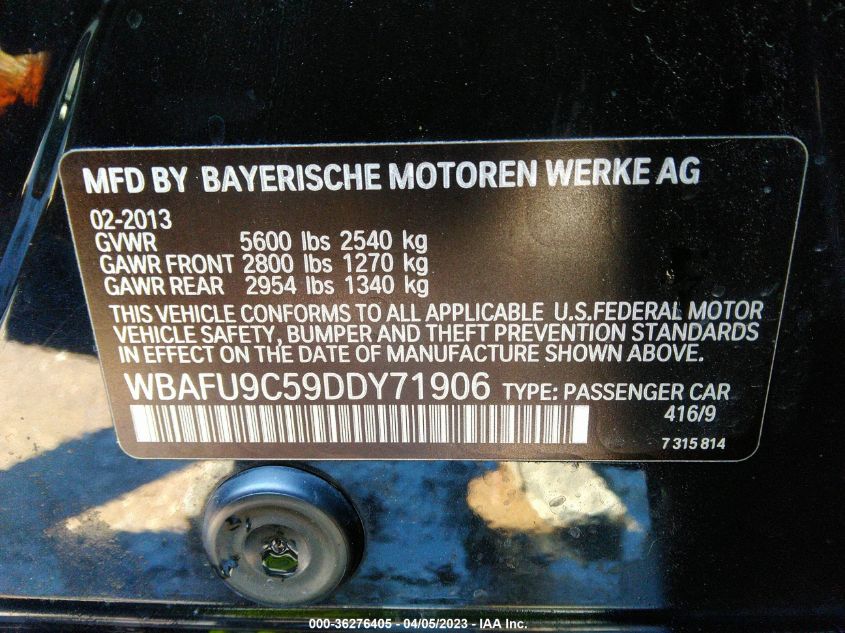 MFD BY BAYERISCHE MOTOREN WERKE AG
02-2013
GVWR 5600 lbs 2540 kg
GAWR FRONT 2800 lbs 1270 kg
GAWR REAR 2954 lbs 1340 kg
THIS VEHICLE CONFORMS TO ALL APPLICABLE U.S.FEDERAL MOTOR
VEHICLE SAFETY, BUMPER AND THEFT PREVENTION STANDARDS
IN EFFECT ON THE DATE OF MANUFACTURE SHOWN ABOVE.
WBAFU9C59DDY71906 TYPE: PASSENGER CAR
416/9
7 315 814
000-36276405 - 04/05/2023 - IAA Inc.